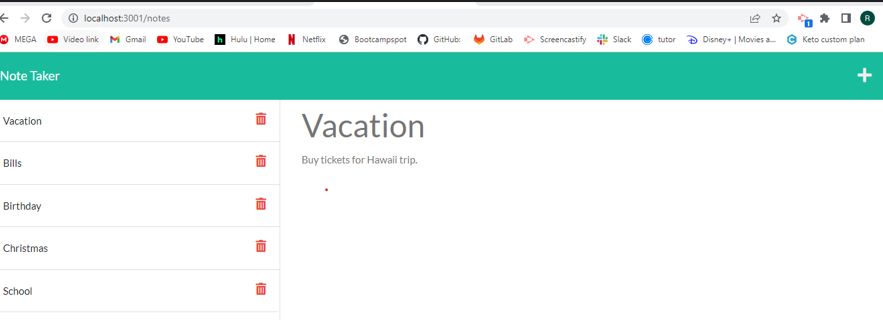 localhost:3001/notes
R
MEGA Video link Gmail YouTube Hulu | Home Netflix Bootcampspot GitHub: GitLab Screencastify Slack tutor Disney+ | Movies a... Keto custom plan
Note Taker
Vacation
Bills
Birthday
Christmas
School
Vacation
Buy tickets for Hawaii trip.